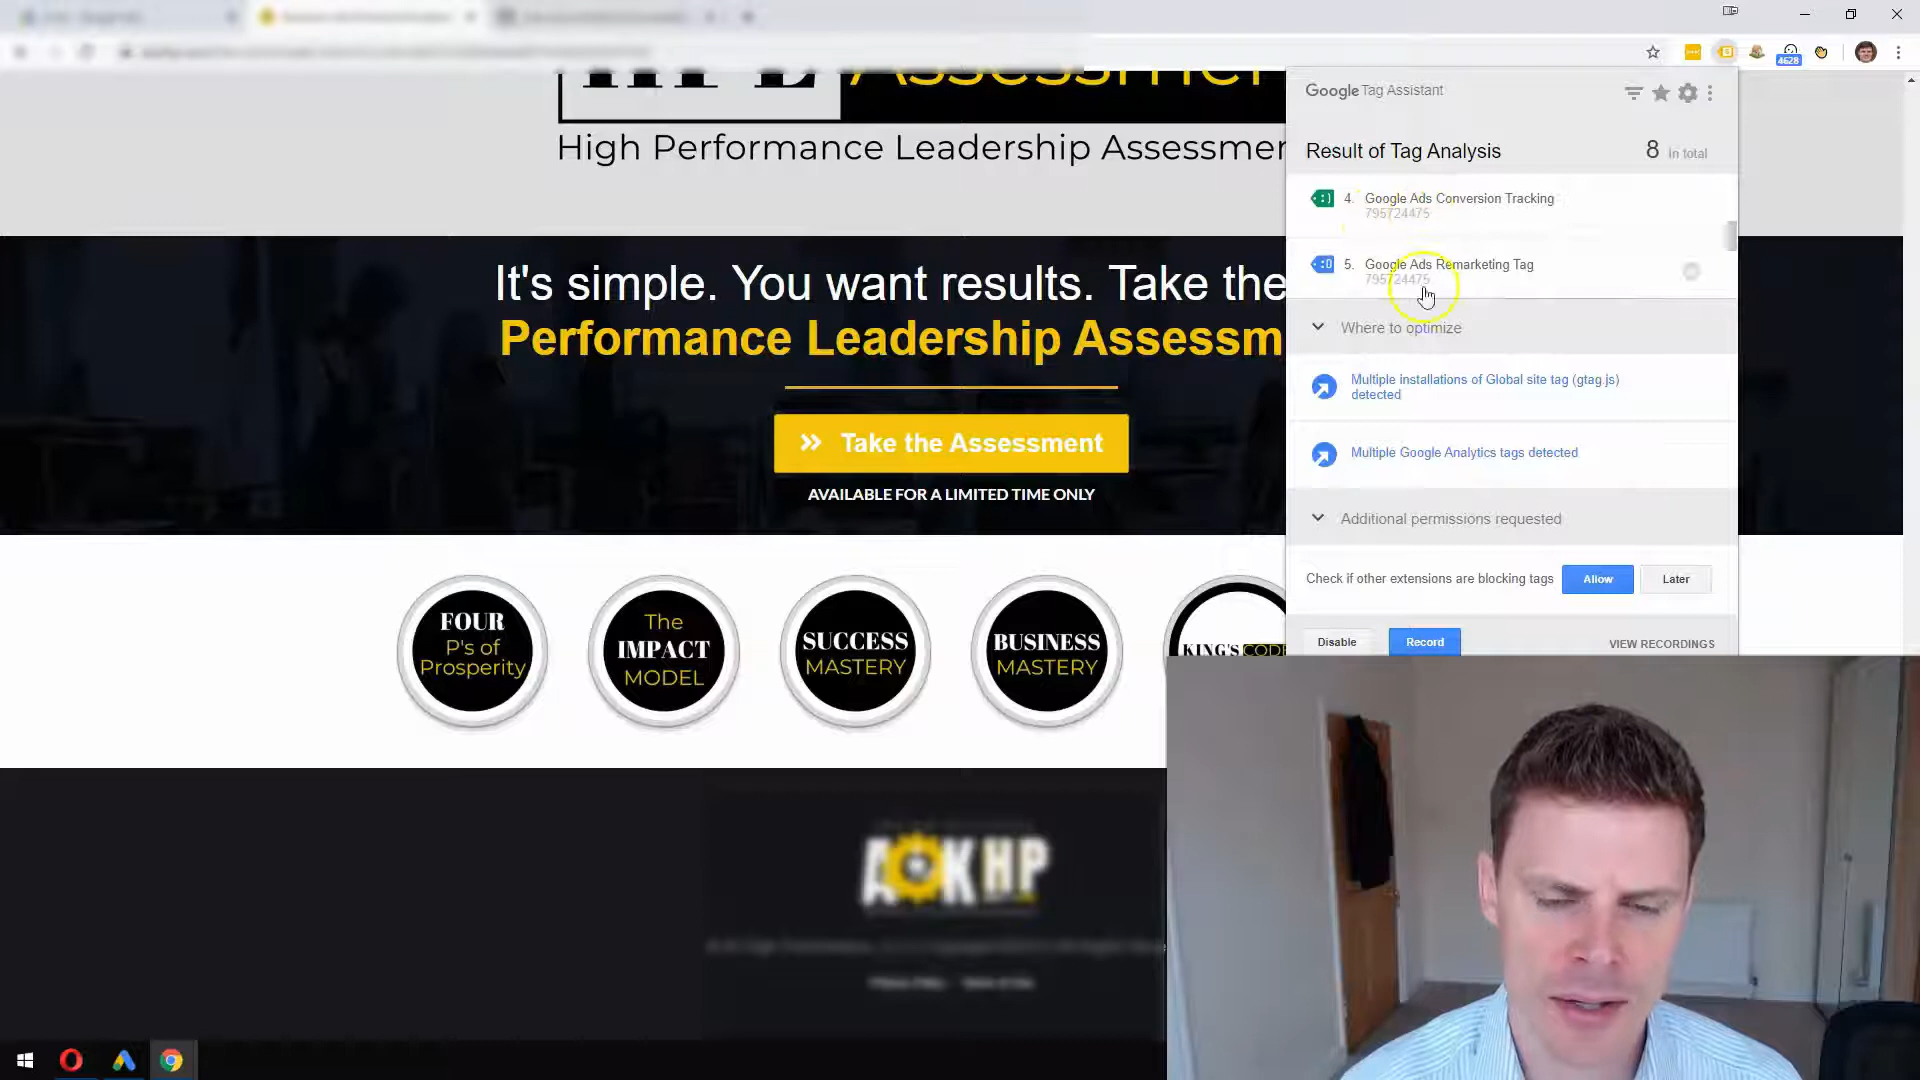 4628
Assessmen
High Performance Leadership Assessmen
It's simple. You want results. Take the
Performance Leadership Assessm
Take the Assessment
AVAILABLE FOR A LIMITED TIME ONLY
FOUR
P's of
Prosperity
The
IMPACT
MODEL
SUCCESS
MASTERY
BUSINESS
MASTERY
KING'S CODE
AOKHP
Google Tag Assistant
Result of Tag Analysis
8 in total
4. Google Ads Conversion Tracking
795724475
5. Google Ads Remarketing Tag
795724475
Where to optimize
Multiple installations of Global site tag (gtag.js)
detected
Multiple Google Analytics tags detected
Additional permissions requested
Check if other extensions are blocking tags
Allow
Later
Disable
Record
VIEW RECORDINGS